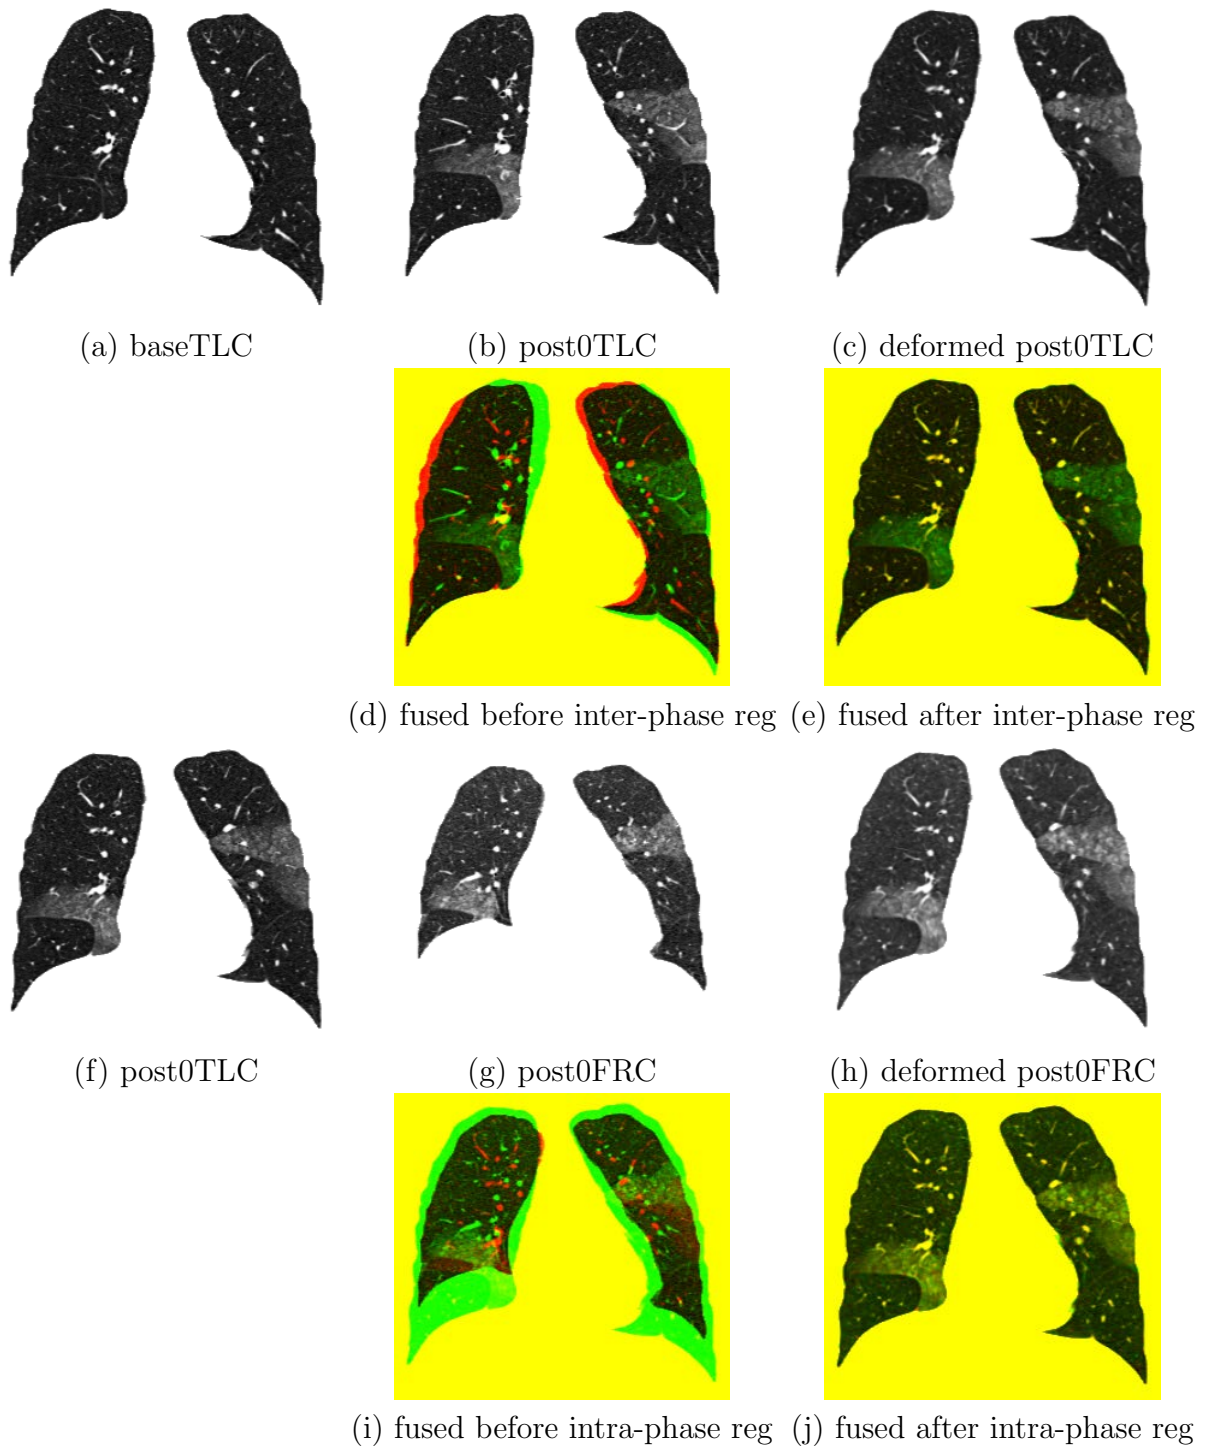 (a) baseTLC
(b) post0TLC
(c) deformed post0TLC
(d) fused before inter-phase reg
(e) fused after inter-phase reg
(f) post0TLC
(g) post0FRC
(h) deformed post0FRC
(i) fused before intra-phase reg
(j) fused after intra-phase reg